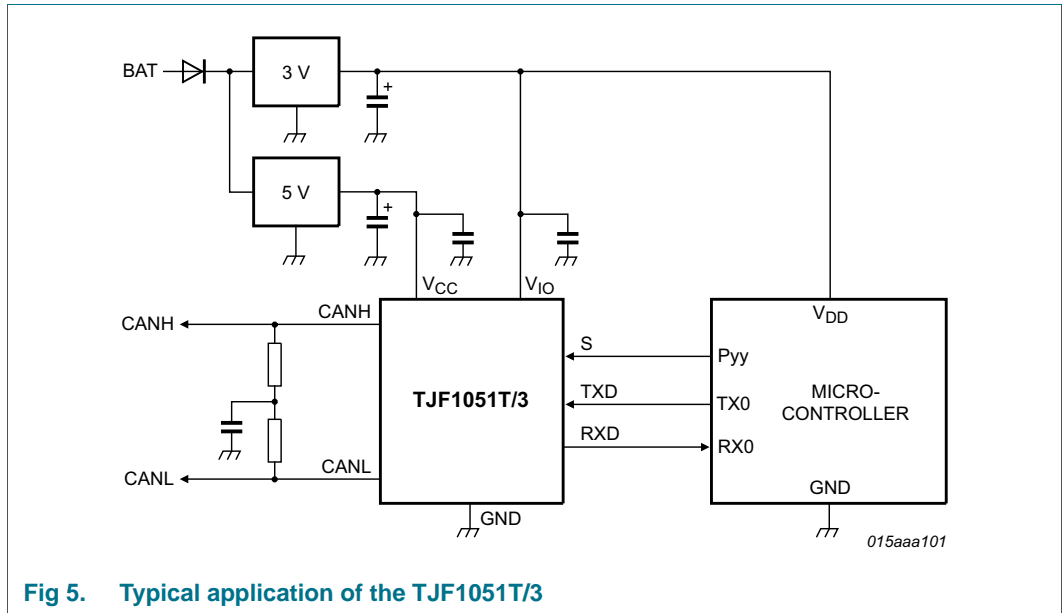 BAT
3 V
+
5 V
+
VCC
VIO
VDD
CANH
CANH
S
Pyy
TJF1051T/3
TXD
TX0
MICRO-
CONTROLLER
RXD
RX0
CANL
CANL
GND
GND
015aaa101
Fig 5. Typical application of the TJF1051T/3